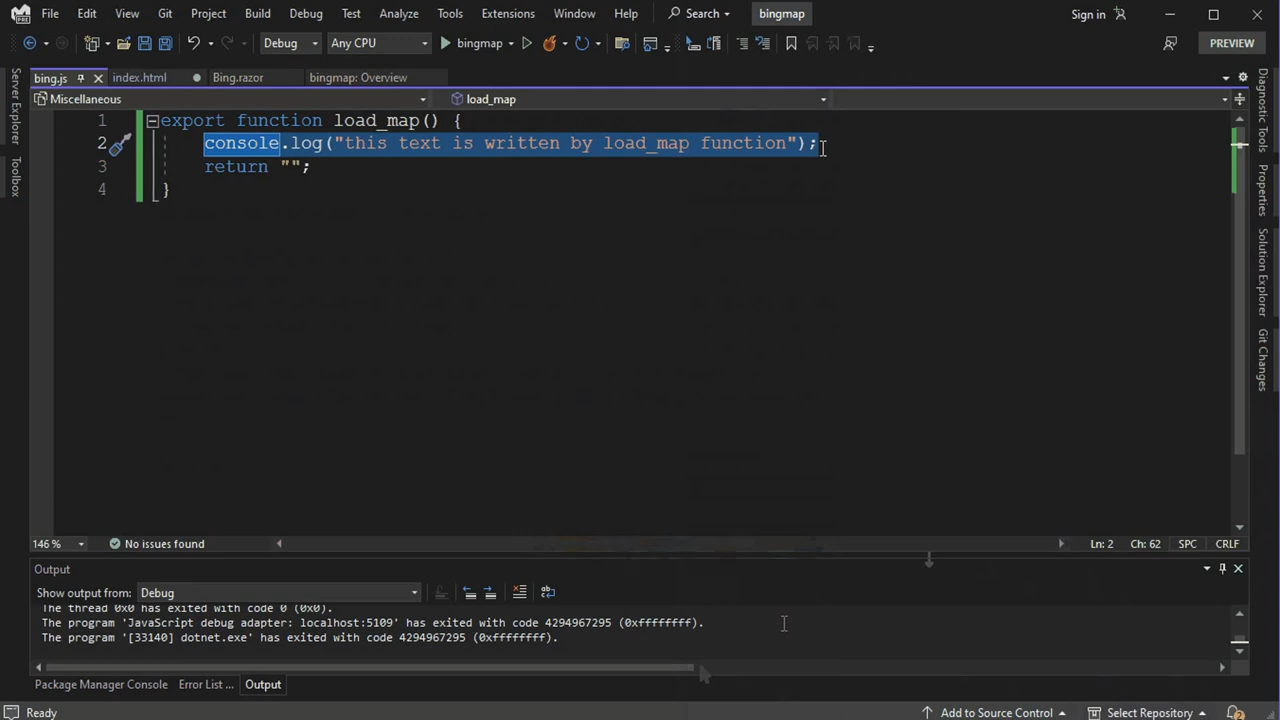 File Edit View Git Project Build Debug Test Analyze Tools Extensions Window Help Search bingmap Sign in
Debug Any CPU bingmap PREVIEW
bing.js index.html Bing.razor bingmap: Overview
Miscellaneous load_map
1 export function load_map() {
2 console.log("this text is written by load_map function");
3 return "";
4 }
146 % No issues found Ln: 2 Ch: 62 SPC CRLF
Output
Show output from: Debug
The thread 0x0 has exited with code 0 (0x0).
The program 'JavaScript debug adapter: localhost:5109' has exited with code 4294967295 (0xffffffff).
The program '[33140] dotnet.exe' has exited with code 4294967295 (0xffffffff).
Package Manager Console Error List ... Output
Ready Add to Source Control Select Repository 2
Server Explorer
Toolbox
Diagnostic Tools
Properties
Solution Explorer
Git Changes